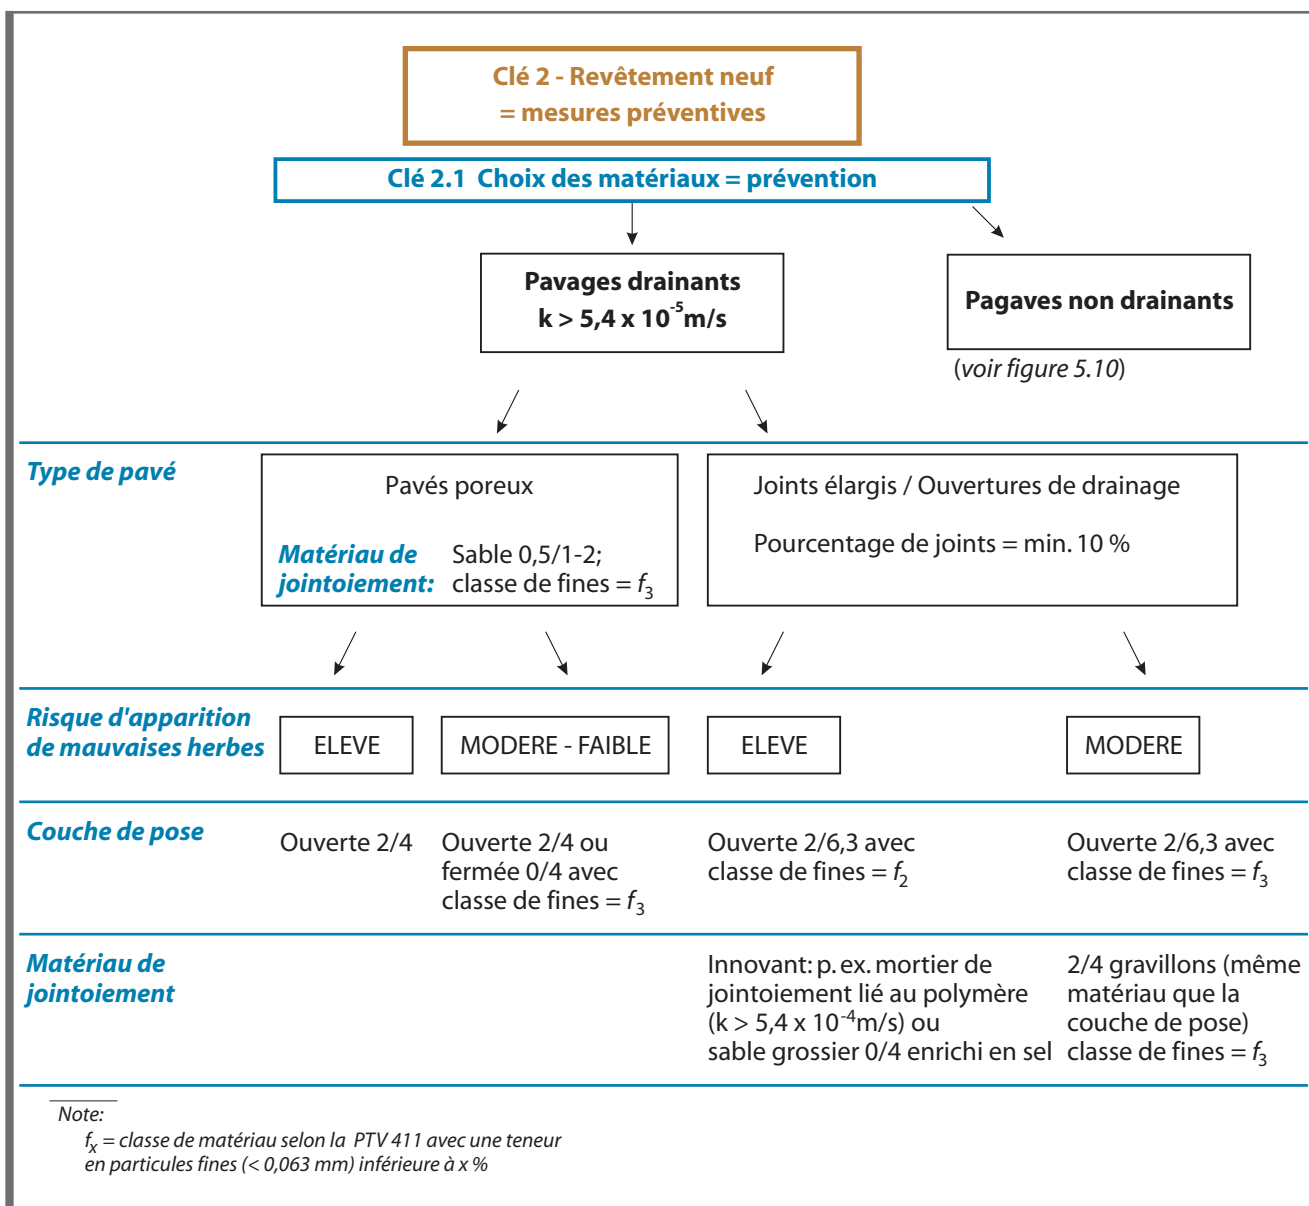 Clé 2 - Revêtement neuf
= mesures préventives
Clé 2.1 Choix des matériaux = prévention
Pavages drainants
k > 5,4 x 10⁻⁵m/s
Pagaves non drainants
(voir figure 5.10)
Type de pavé
Pavés poreux
Matériau de jointoiement:
Sable 0,5/1-2;
classe de fines = f₃
Joints élargis / Ouvertures de drainage
Pourcentage de joints = min. 10 %
Risque d'apparition
de mauvaises herbes
ELEVE
MODERE - FAIBLE
ELEVE
MODERE
Couche de pose
Ouverte 2/4
Ouverte 2/4 ou
fermée 0/4 avec
classe de fines = f₃
Ouverte 2/6,3 avec
classe de fines = f₂
Ouverte 2/6,3 avec
classe de fines = f₃
Matériau de
jointoiement
Innovant: p. ex. mortier de
jointoiement lié au polymère
(k > 5,4 x 10⁻⁴m/s) ou
sable grossier 0/4 enrichi en sel
2/4 gravillons (même
matériau que la
couche de pose)
classe de fines = f₃
Note:
fₓ = classe de matériau selon la PTV 411 avec une teneur
en particules fines (< 0,063 mm) inférieure à x %